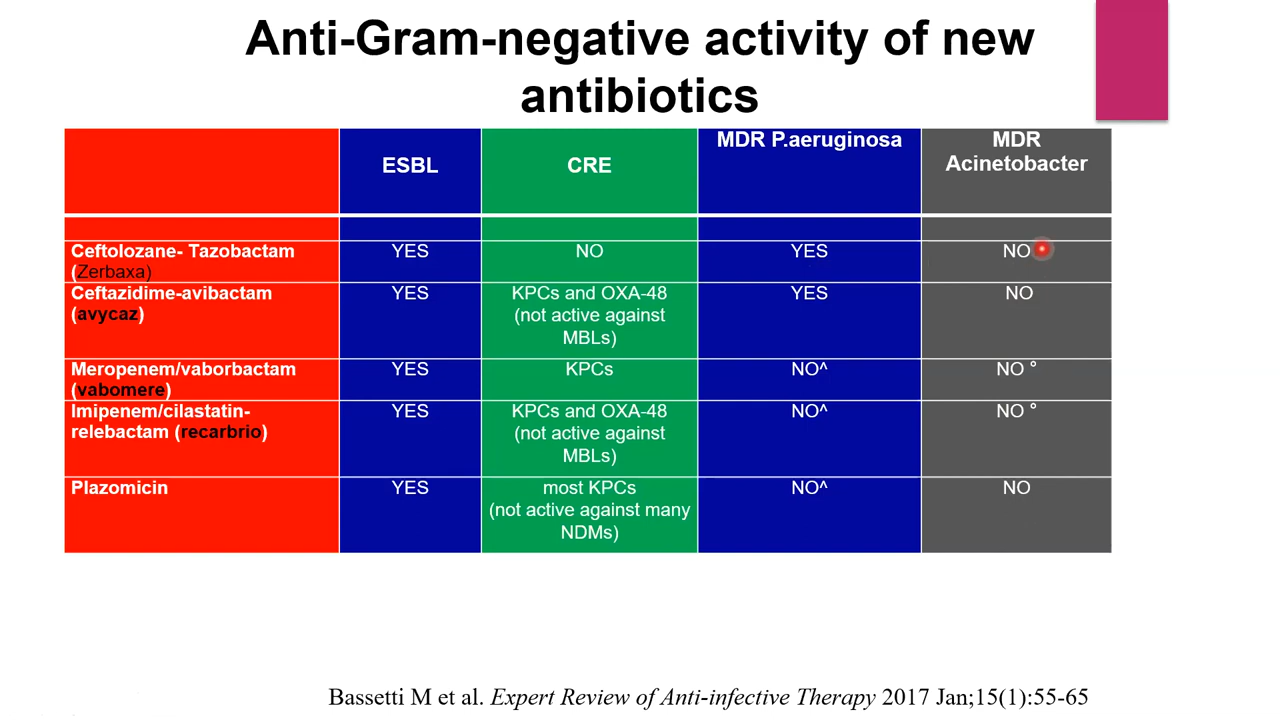 Anti-Gram-negative activity of new
antibiotics
ESBL
CRE
MDR P.aeruginosa
MDR
Acinetobacter
Ceftolozane- Tazobactam
(Zerbaxa)
YES
NO
YES
NO
Ceftazidime-avibactam
(avycaz)
YES
KPCs and OXA-48
(not active against
MBLs)
YES
NO
Meropenem/vaborbactam
(vabomere)
YES
KPCs
NO^
NO °
Imipenem/cilastatin-
relebactam (recarbrio)
YES
KPCs and OXA-48
(not active against
MBLs)
NO^
NO °
Plazomicin
YES
most KPCs
(not active against many
NDMs)
NO^
NO
Bassetti M et al. Expert Review of Anti-infective Therapy 2017 Jan;15(1):55-65